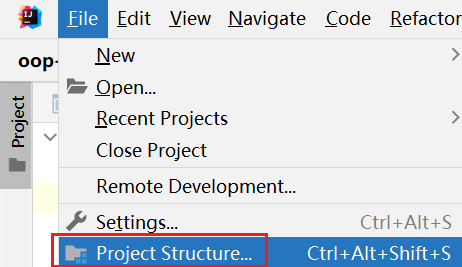 File Edit View Navigate Code Refactor
oop-
Project
New
Open...
Recent Projects
Close Project
Remote Development...
Settings... Ctrl+Alt+S
Project Structure... Ctrl+Alt+Shift+S